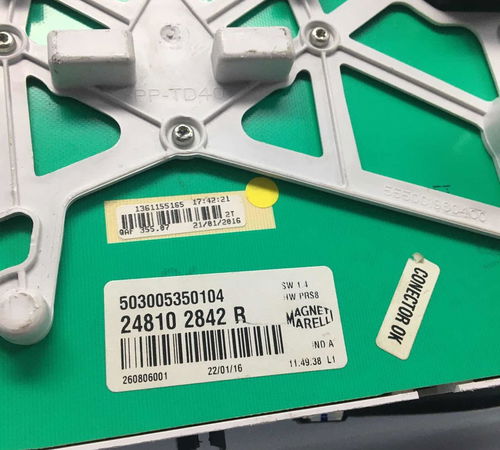 PP-TD40
1361155165 17:42:21
2T
QAF 355.07 21/01/2016
503005350104
24810 2842 R
260806001 22/01/16
SW 1.4
HW PRS8
MAGNETI
MARELLI
IND A
11.49.38 L1
CONECTOR OK